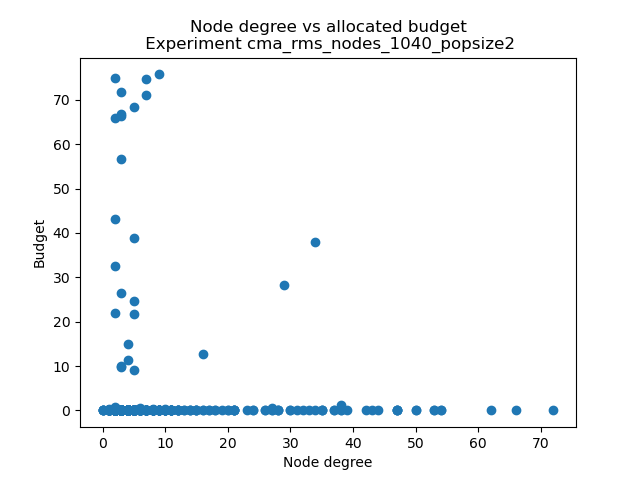 Node degree vs allocated budget
Experiment cma_rms_nodes_1040_popsize2
70
60
50
40
30
20
10
0
Budget
0 10 20 30 40 50 60 70
Node degree